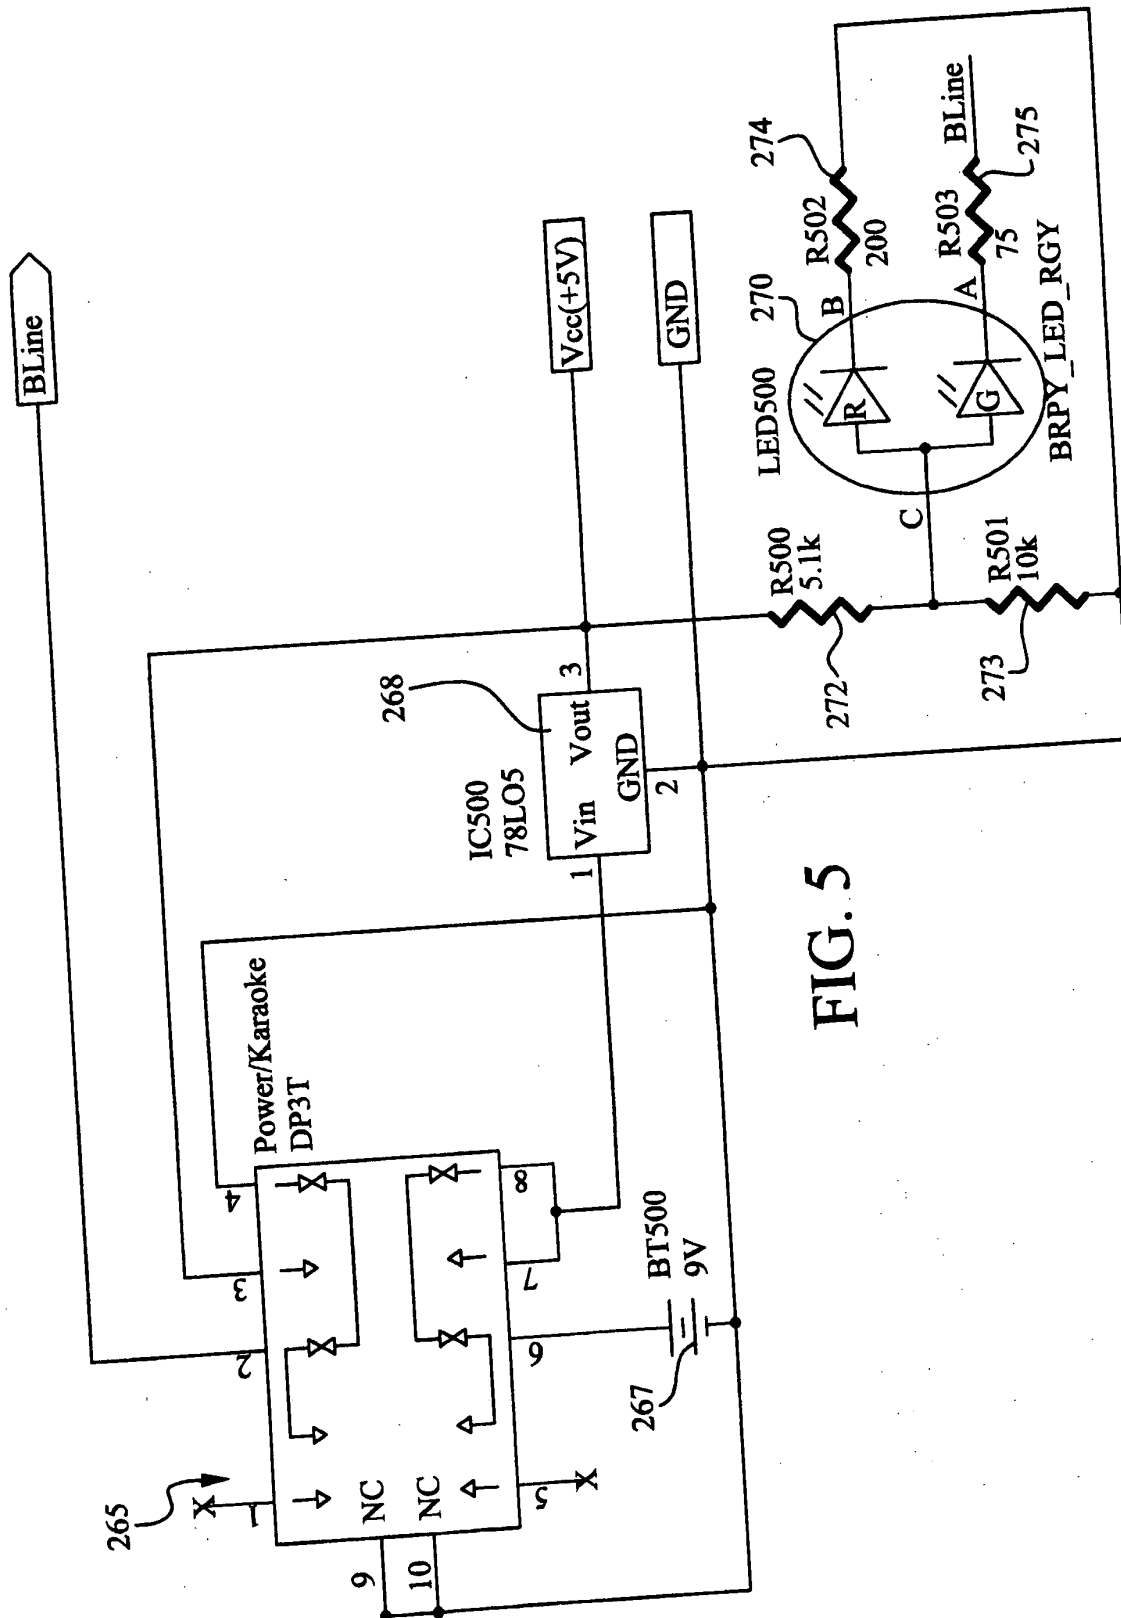 BLine
Vcc(+5V)
GND
274
R502
200
BLine
R503
75
275
270
B
A
LED500
R
G
BRPY_LED_RGY
C
R500
5.1k
272
R501
10k
273
268
IC500
78LO5
Vin
Vout
GND
1
2
3
Power/Karaoke
DP3T
265
1
2
3
4
NC
NC
5
6
7
8
9
10
BT500
9V
267
FIG. 5